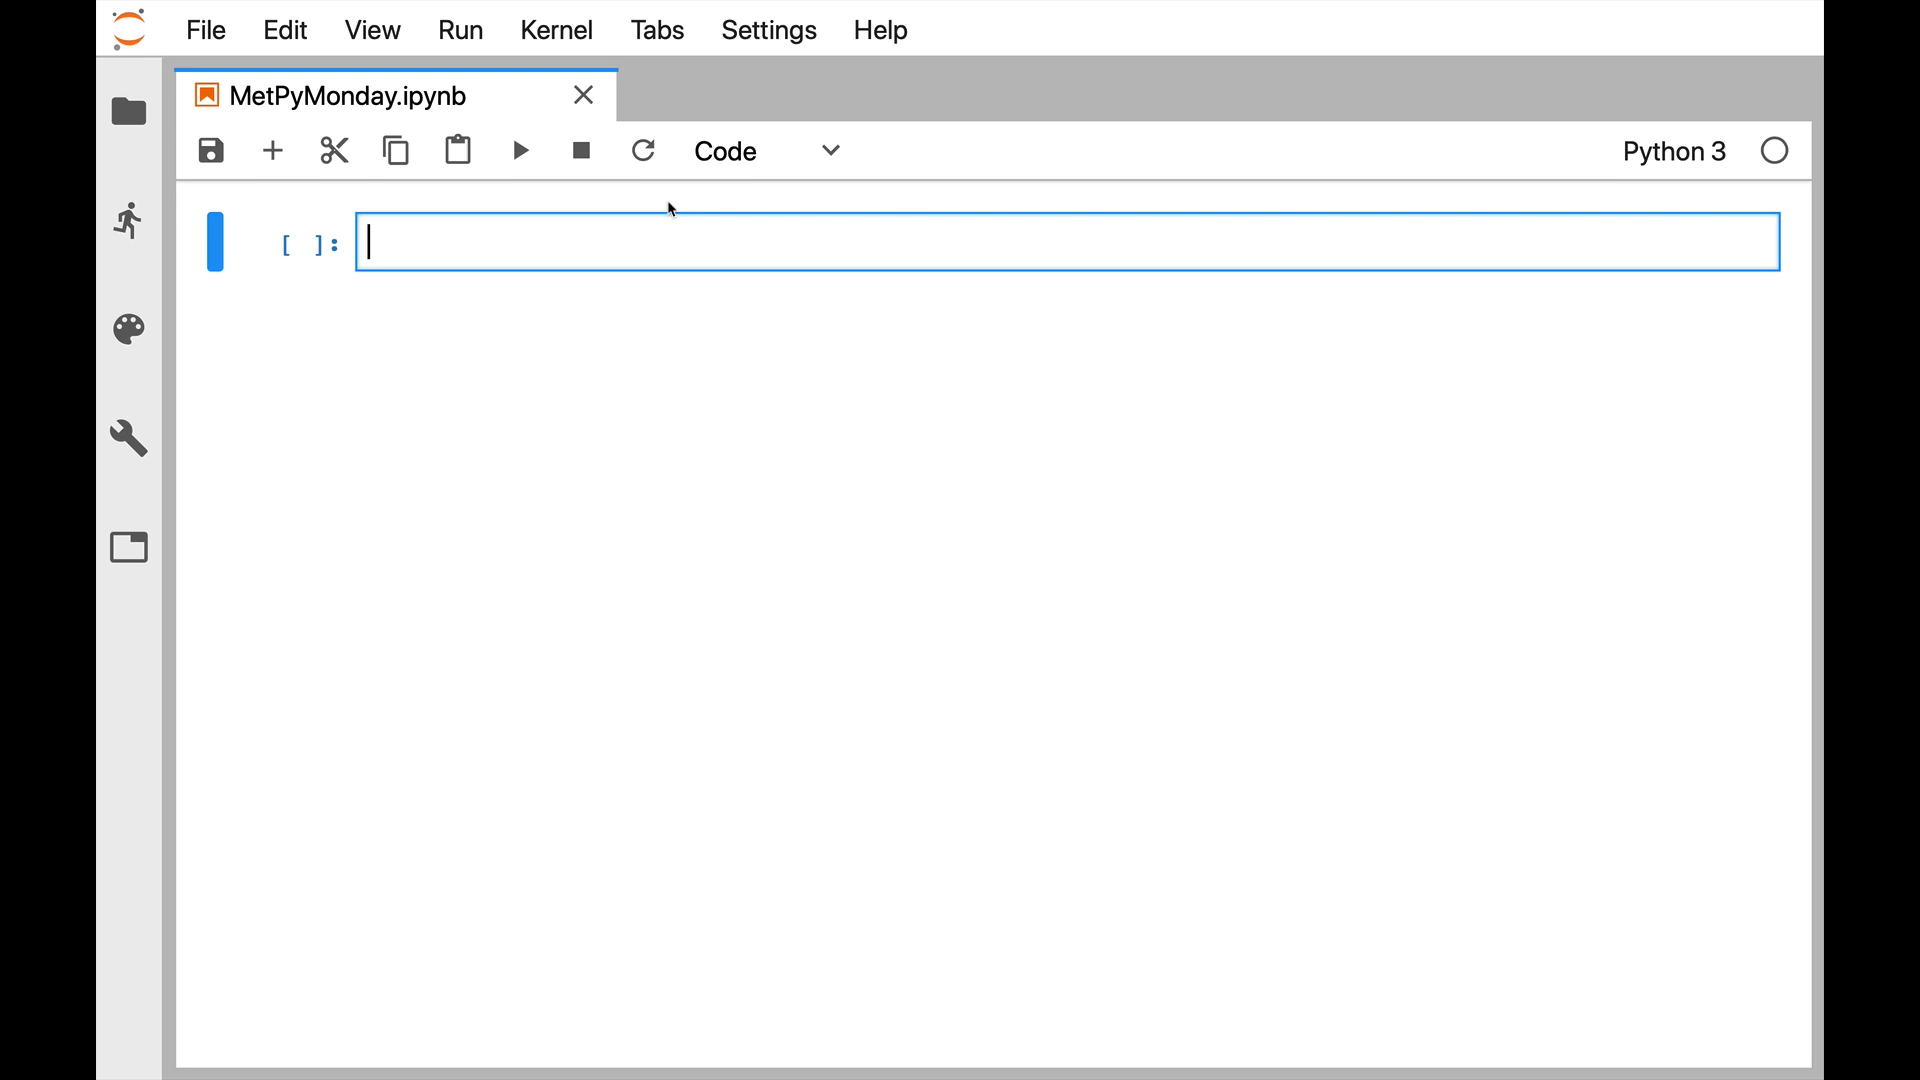 File Edit View Run Kernel Tabs Settings Help
MetPyMonday.ipynb
Code Python 3
[ ]: